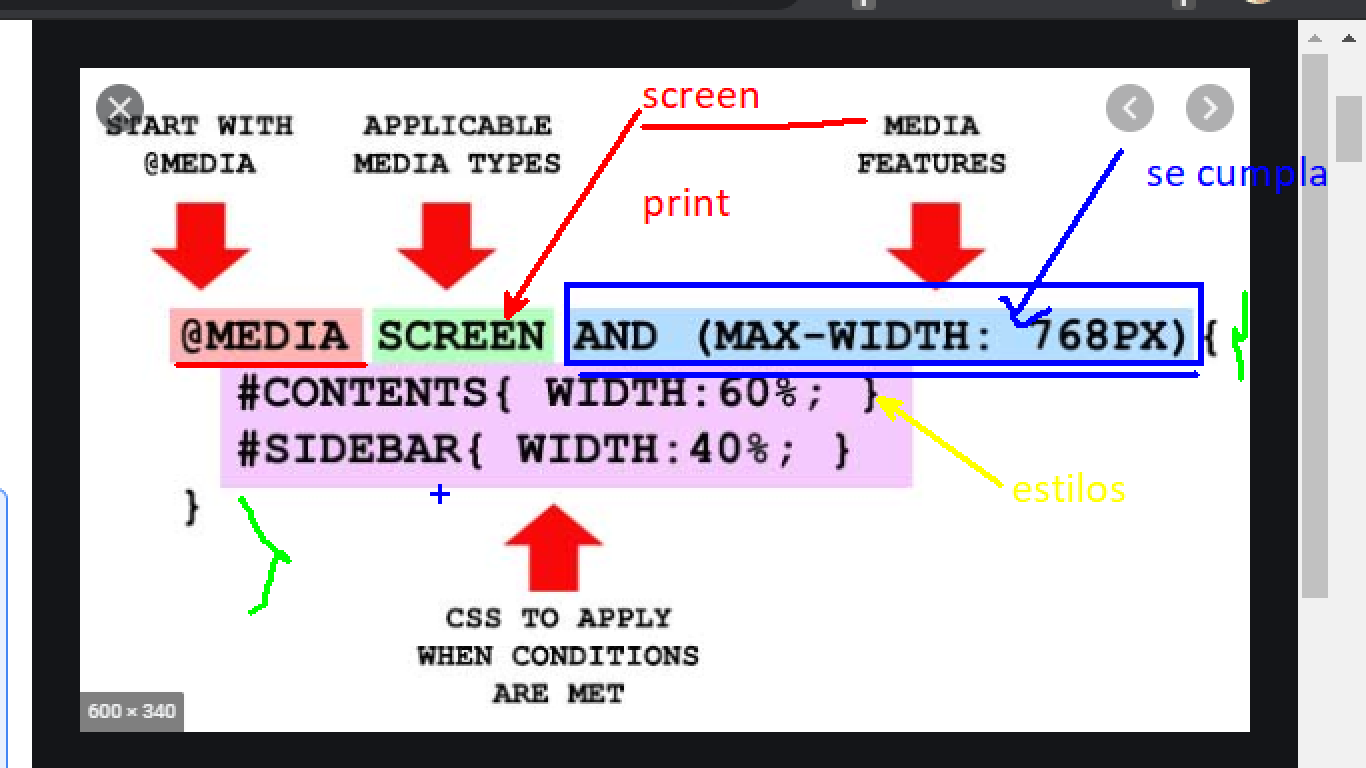 screen
START WITH
@MEDIA
APPLICABLE
MEDIA TYPES
MEDIA
FEATURES
se cumpla
print
@MEDIA SCREEN AND (MAX-WIDTH: 768PX) {
#CONTENTS{ WIDTH:60%; }
#SIDEBAR{ WIDTH:40%; }
}
estilos
CSS TO APPLY
WHEN CONDITIONS
ARE MET
600 × 340